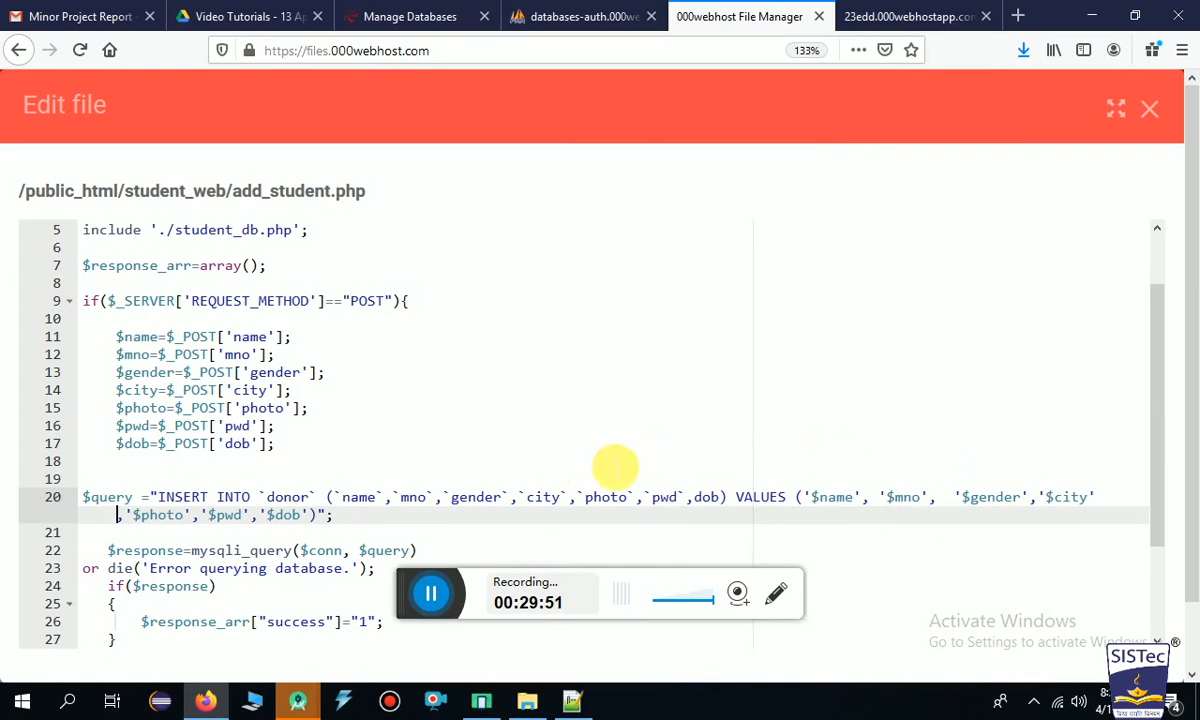 Minor Project Report -
Video Tutorials - 13 Ap
Manage Databases
databases-auth.000we
000webhost File Manager
23edd.000webhostapp.con
https://files.000webhost.com
133%
Edit file
/public_html/student_web/add_student.php
5 include './student_db.php';
6
7 $response_arr=array();
8
9 if($_SERVER['REQUEST_METHOD']=="POST"){
10
11 $name=$_POST['name'];
12 $mno=$_POST['mno'];
13 $gender=$_POST['gender'];
14 $city=$_POST['city'];
15 $photo=$_POST['photo'];
16 $pwd=$_POST['pwd'];
17 $dob=$_POST['dob'];
18
19
20 $query ="INSERT INTO `donor` (`name`,`mno`,`gender`,`city`,`photo`,`pwd`,dob) VALUES ('$name', '$mno', '$gender','$city'
,'$photo','$pwd','$dob')";
21
22 $response=mysqli_query($conn, $query)
23 or die('Error querying database.');
24 if($response)
25 {
26 $response_arr["success"]="1";
27 }
Recording...
00:29:51
Activate Windows
Go to Settings to activate Windows.
SISTec
®
8:
4/1
4